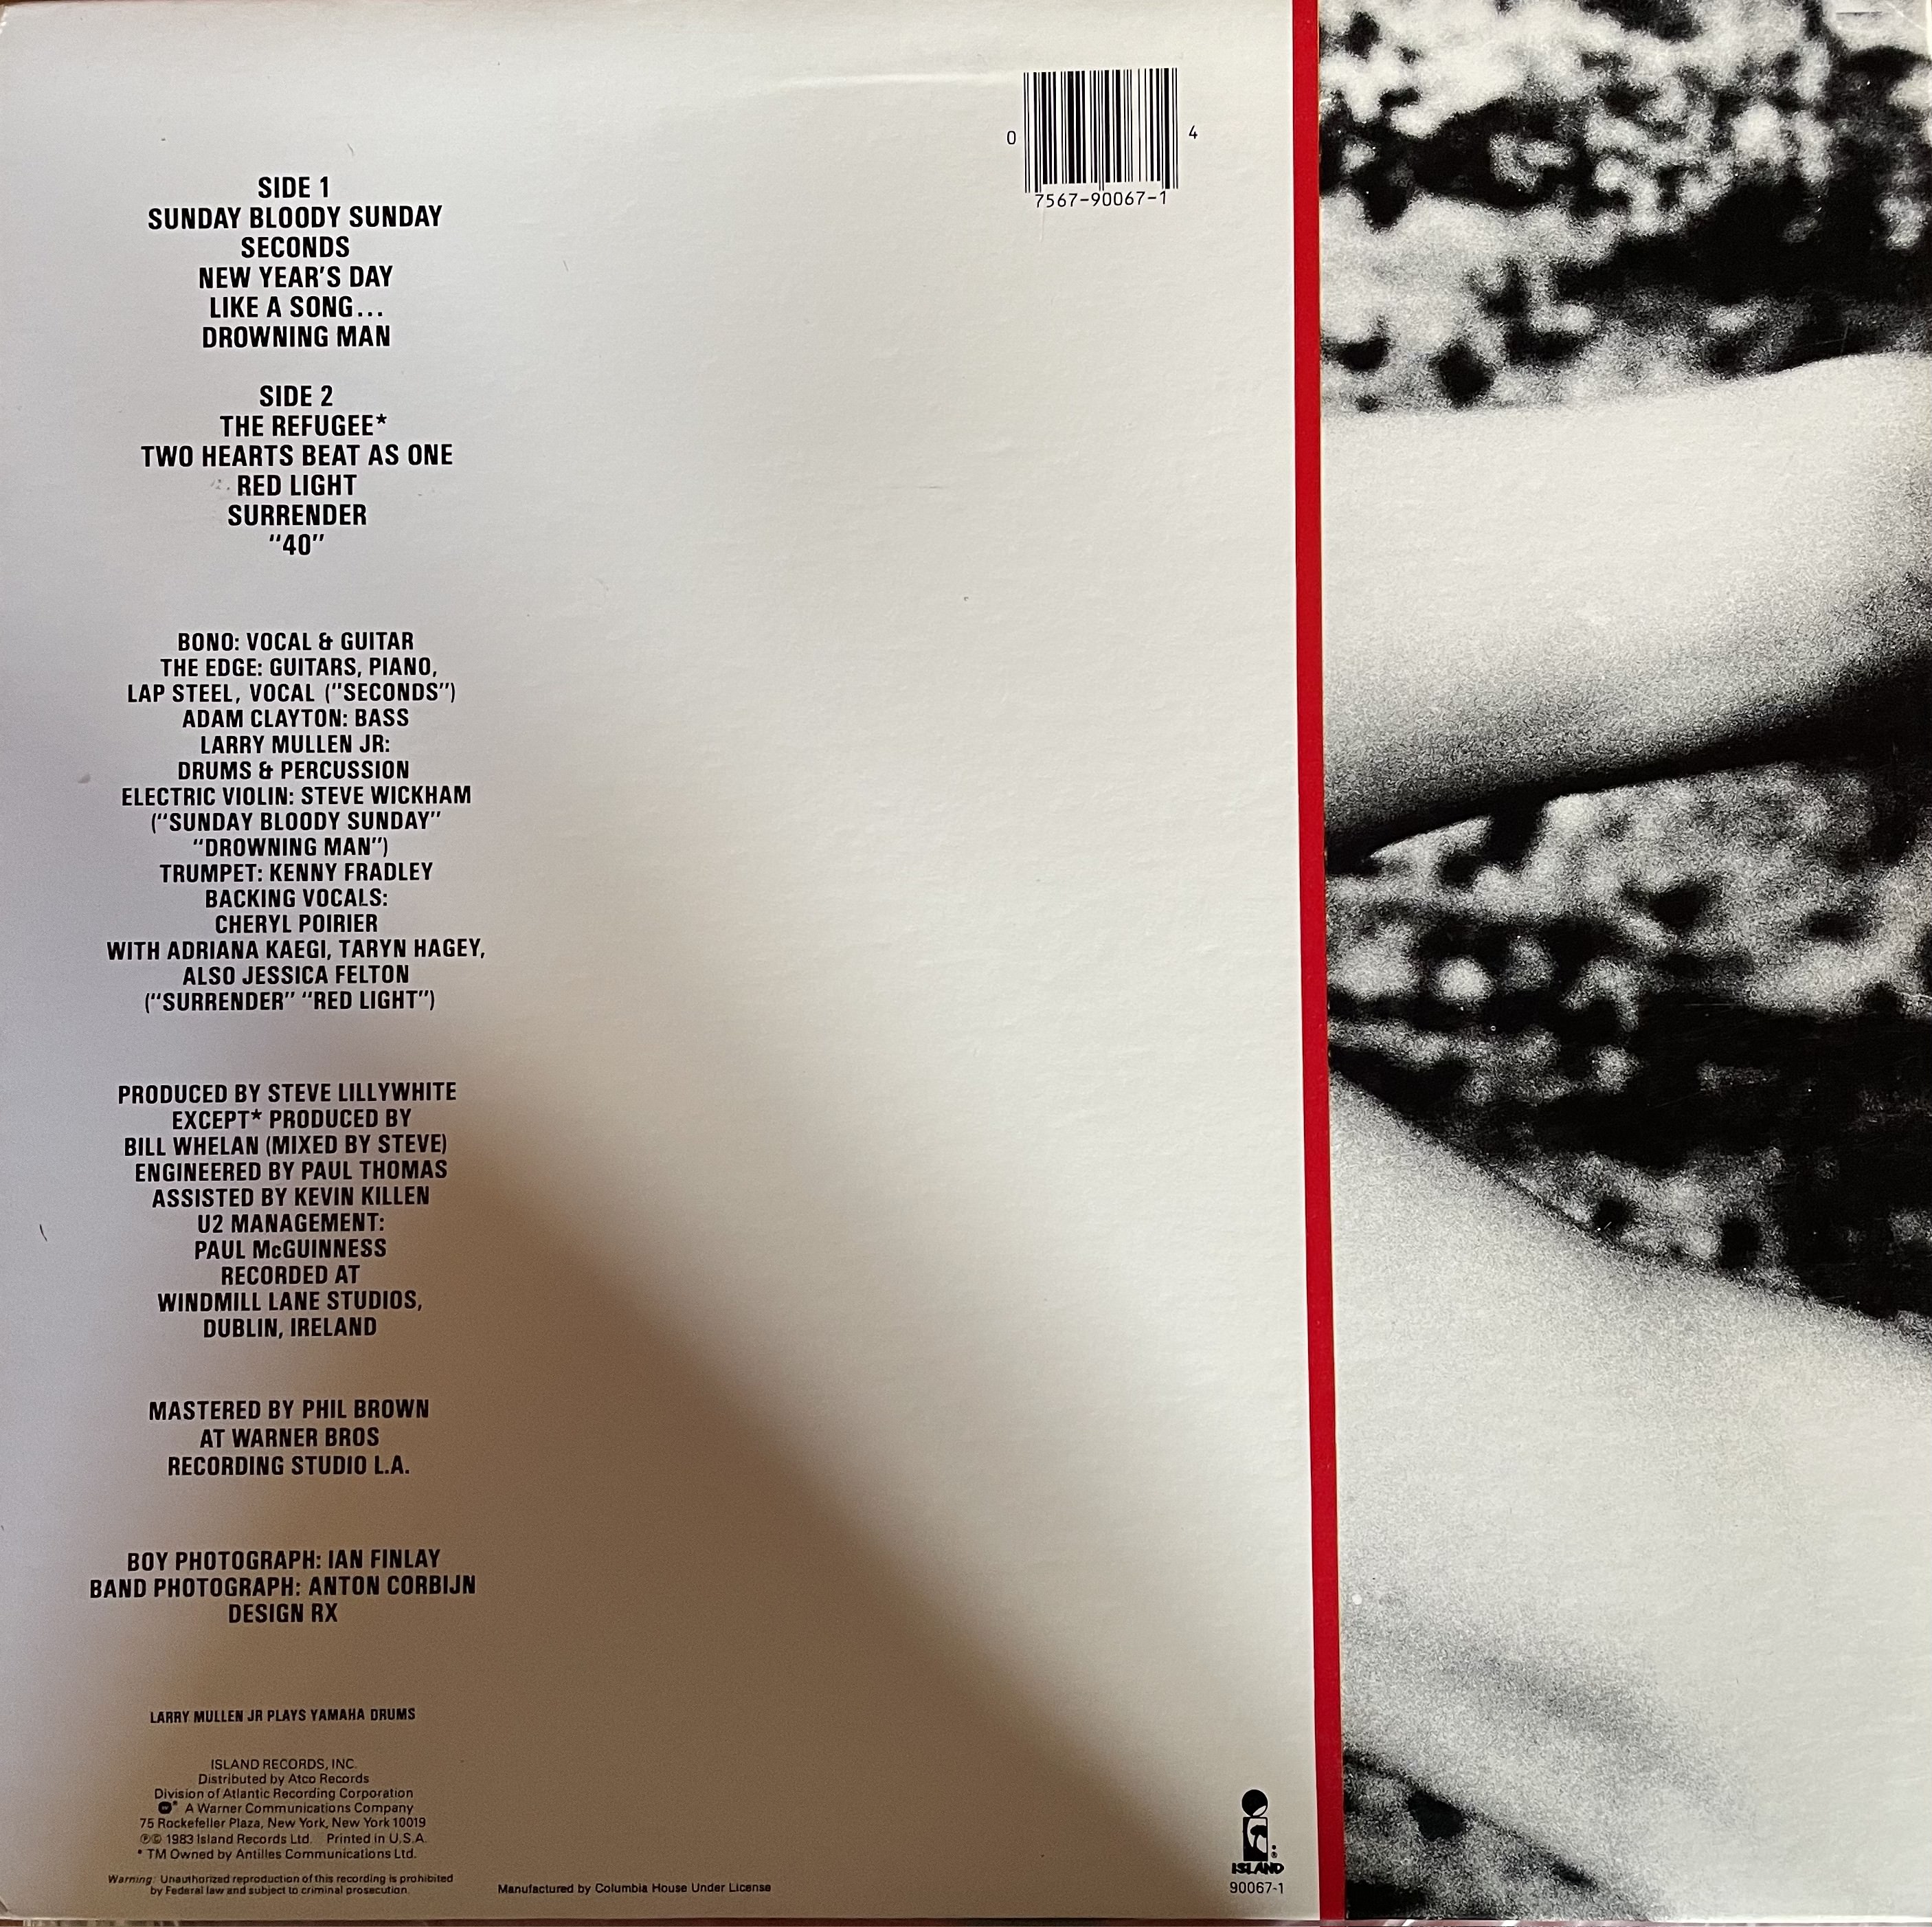 0 7567-90067-1 4
SIDE 1
SUNDAY BLOODY SUNDAY
SECONDS
NEW YEAR'S DAY
LIKE A SONG...
DROWNING MAN
SIDE 2
THE REFUGEE*
TWO HEARTS BEAT AS ONE
RED LIGHT
SURRENDER
"40"
BONO: VOCAL & GUITAR
THE EDGE: GUITARS, PIANO,
LAP STEEL, VOCAL ("SECONDS")
ADAM CLAYTON: BASS
LARRY MULLEN JR:
DRUMS & PERCUSSION
ELECTRIC VIOLIN: STEVE WICKHAM
("SUNDAY BLOODY SUNDAY"
"DROWNING MAN")
TRUMPET: KENNY FRADLEY
BACKING VOCALS:
CHERYL POIRIER
WITH ADRIANA KAEGI, TARYN HAGEY,
ALSO JESSICA FELTON
("SURRENDER" "RED LIGHT")
PRODUCED BY STEVE LILLYWHITE
EXCEPT* PRODUCED BY
BILL WHELAN (MIXED BY STEVE)
ENGINEERED BY PAUL THOMAS
ASSISTED BY KEVIN KILLEN
U2 MANAGEMENT:
PAUL McGUINNESS
RECORDED AT
WINDMILL LANE STUDIOS,
DUBLIN, IRELAND
MASTERED BY PHIL BROWN
AT WARNER BROS
RECORDING STUDIO L.A.
BOY PHOTOGRAPH: IAN FINLAY
BAND PHOTOGRAPH: ANTON CORBIJN
DESIGN RX
LARRY MULLEN JR PLAYS YAMAHA DRUMS
ISLAND RECORDS, INC.
Distributed by Atco Records
Division of Atlantic Recording Corporation
* A Warner Communications Company
75 Rockefeller Plaza, New York, New York 10019
℗© 1983 Island Records Ltd. Printed in U.S.A.
* TM Owned by Antilles Communications Ltd.
Warning: Unauthorized reproduction of this recording is prohibited
by Federal law and subject to criminal prosecution.
Manufactured by Columbia House Under License
ISLAND®
90067-1